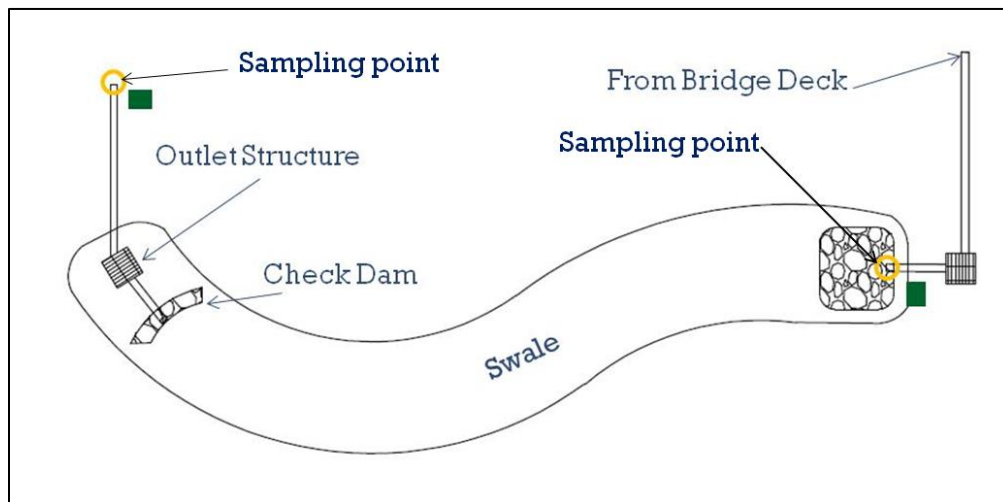 Sampling point
From Bridge Deck
Sampling point
Outlet Structure
Check Dam
Swale